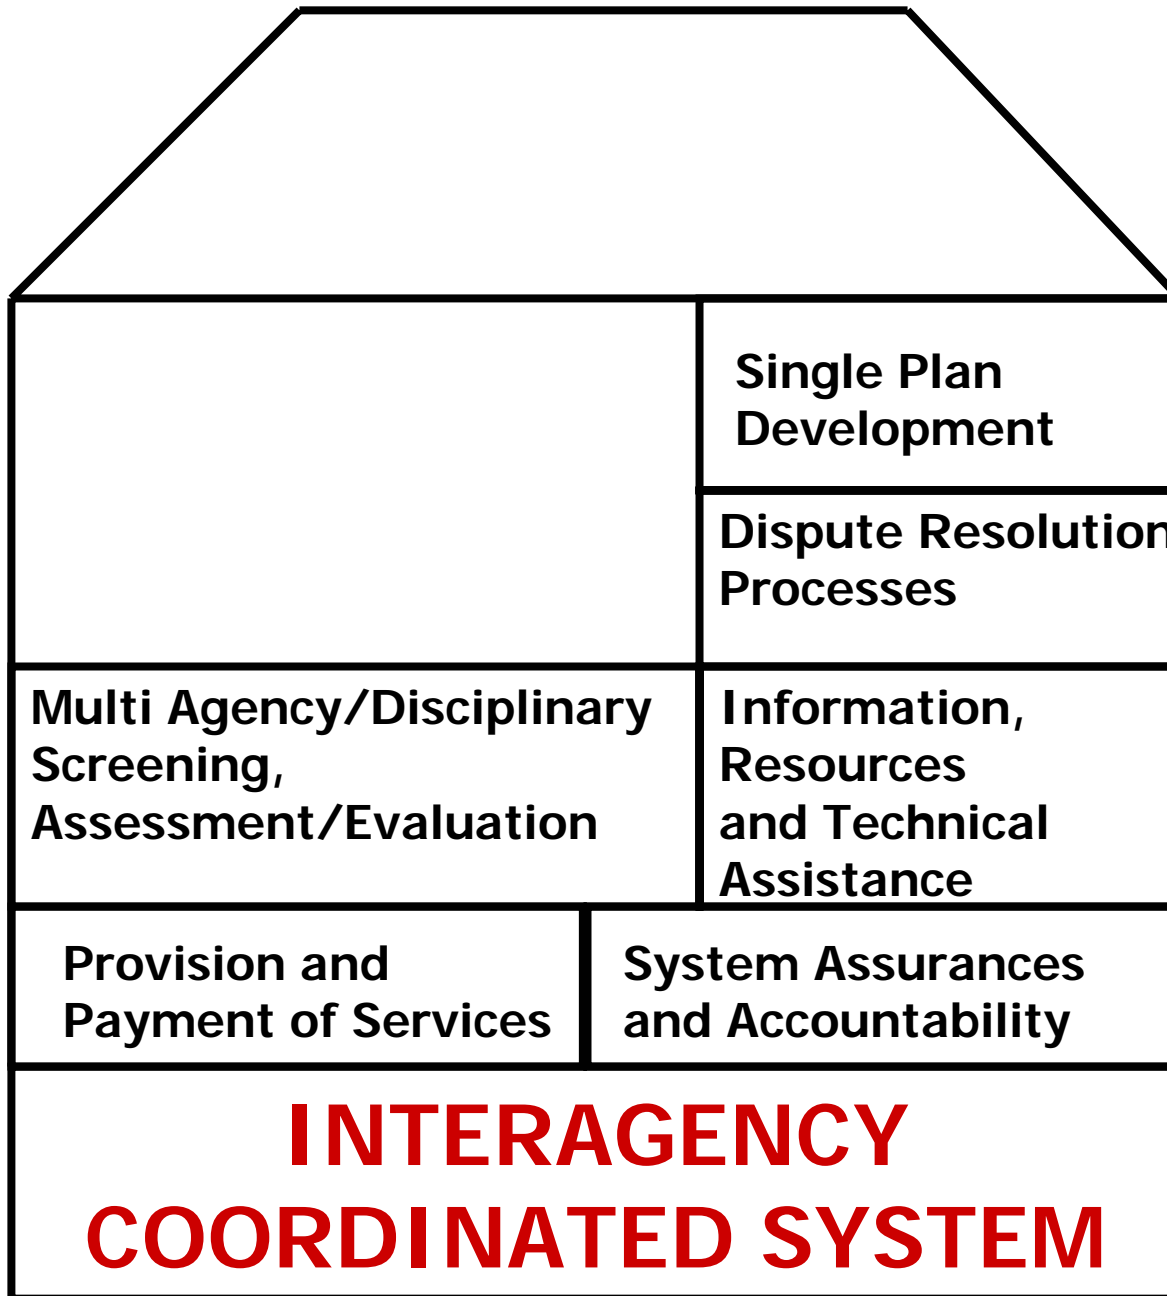 Single Plan
Development
Dispute Resolution
Processes
Multi Agency/Disciplinary
Screening,
Assessment/Evaluation
Information,
Resources
and Technical
Assistance
Provision and
Payment of Services
System Assurances
and Accountability
INTERAGENCY
COORDINATED SYSTEM